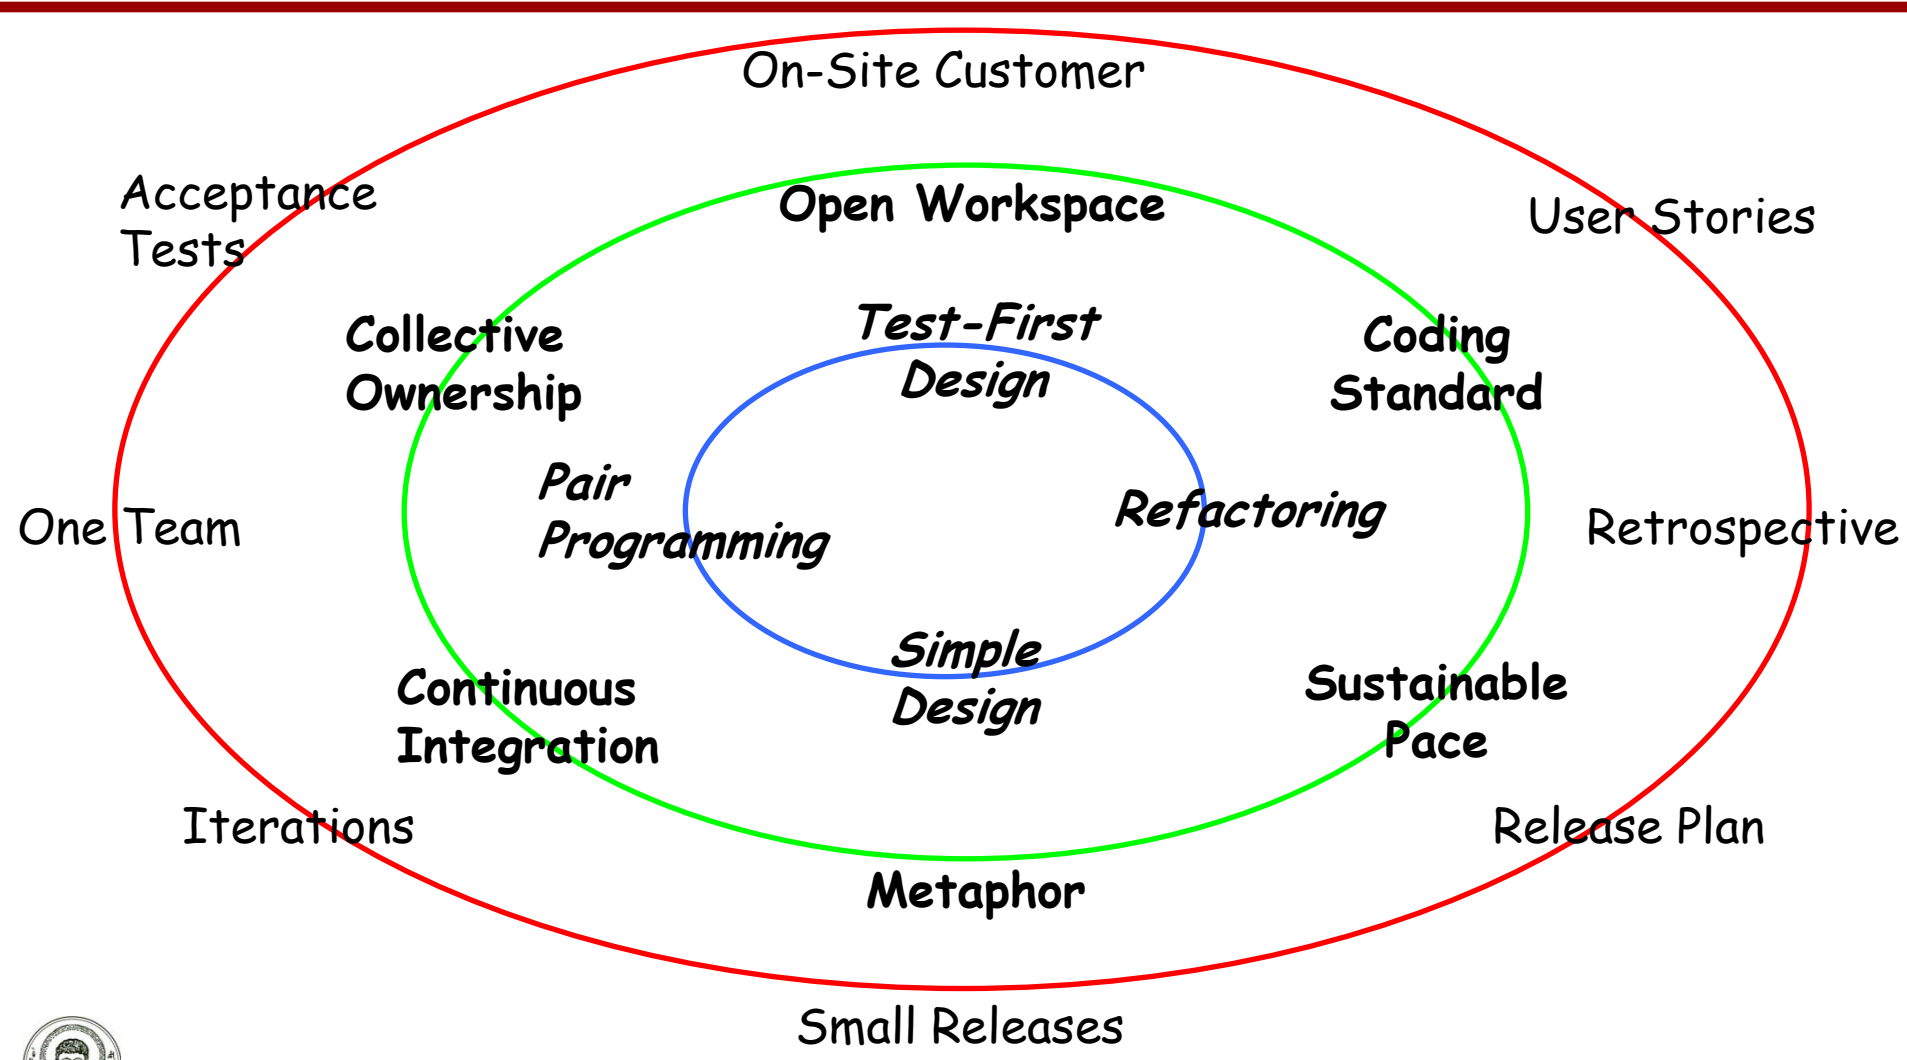 On-Site Customer
Acceptance
Tests
Open Workspace
User Stories
Collective
Ownership
Test-First
Design
Coding
Standard
Pair
Programming
Refactoring
One Team
Retrospective
Simple
Design
Continuous
Integration
Sustainable
Pace
Iterations
Release Plan
Metaphor
Small Releases